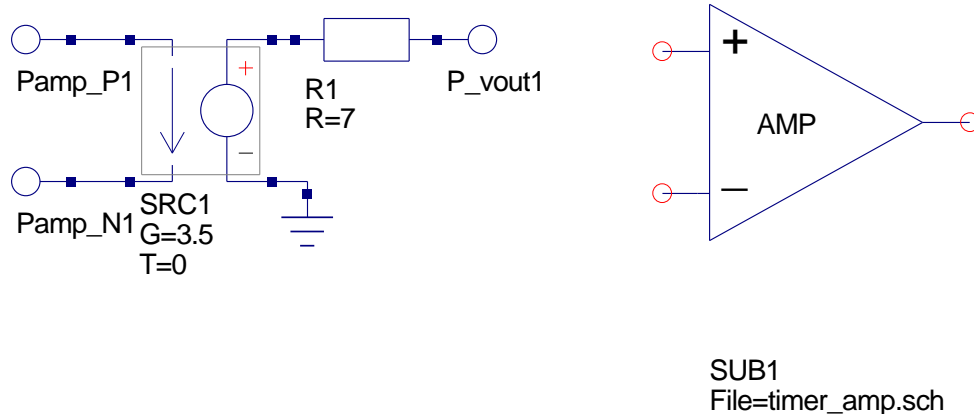 Pamp_P1
+
−
R1
R=7
P_vout1
Pamp_N1
SRC1
G=3.5
T=0
+
AMP
−
SUB1
File=timer_amp.sch